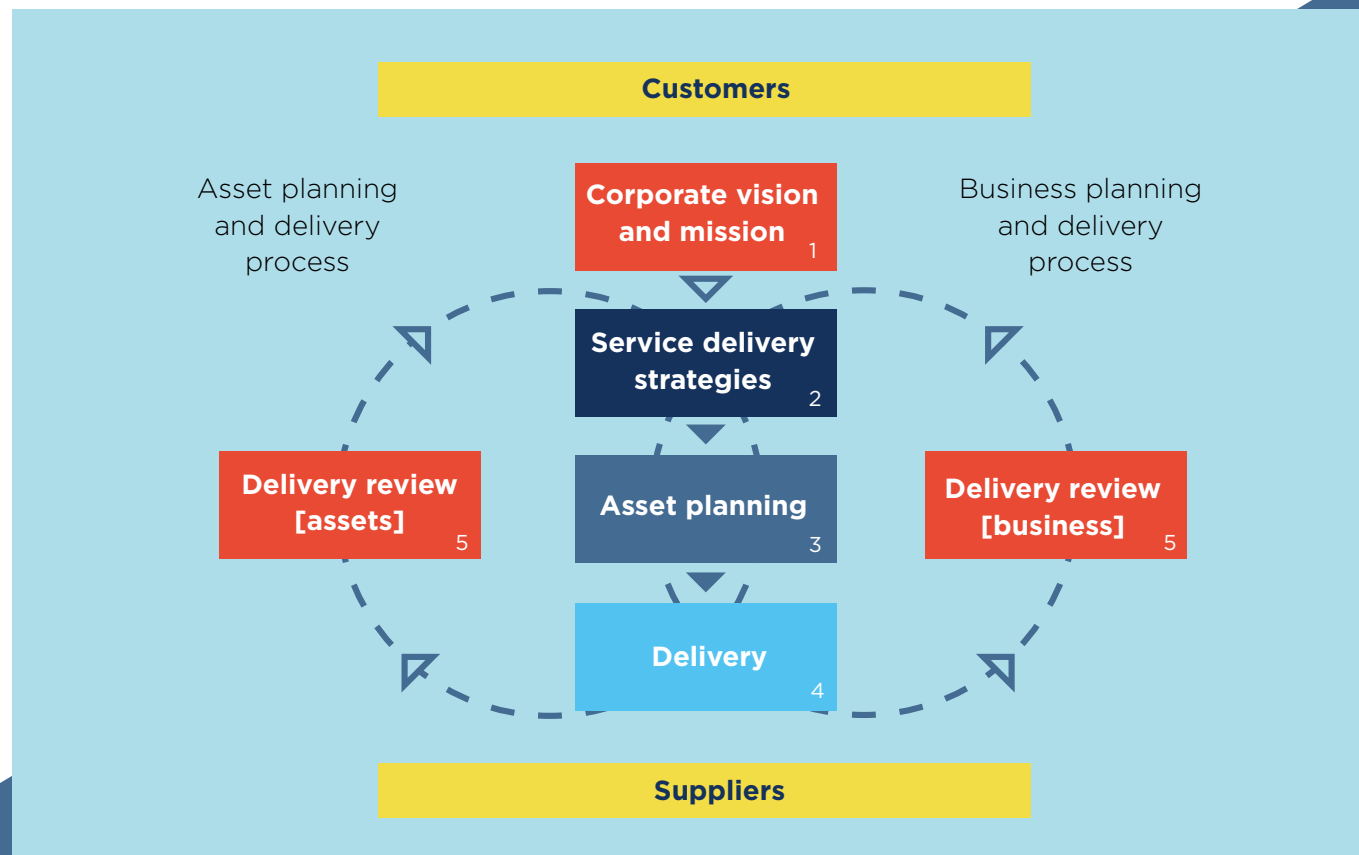 Customers
Asset planning
and delivery
process
Corporate vision
and mission
1
Business planning
and delivery
process
Service delivery
strategies
2
Delivery review
[assets]
5
Asset planning
3
Delivery review
[business]
5
Delivery
4
Suppliers